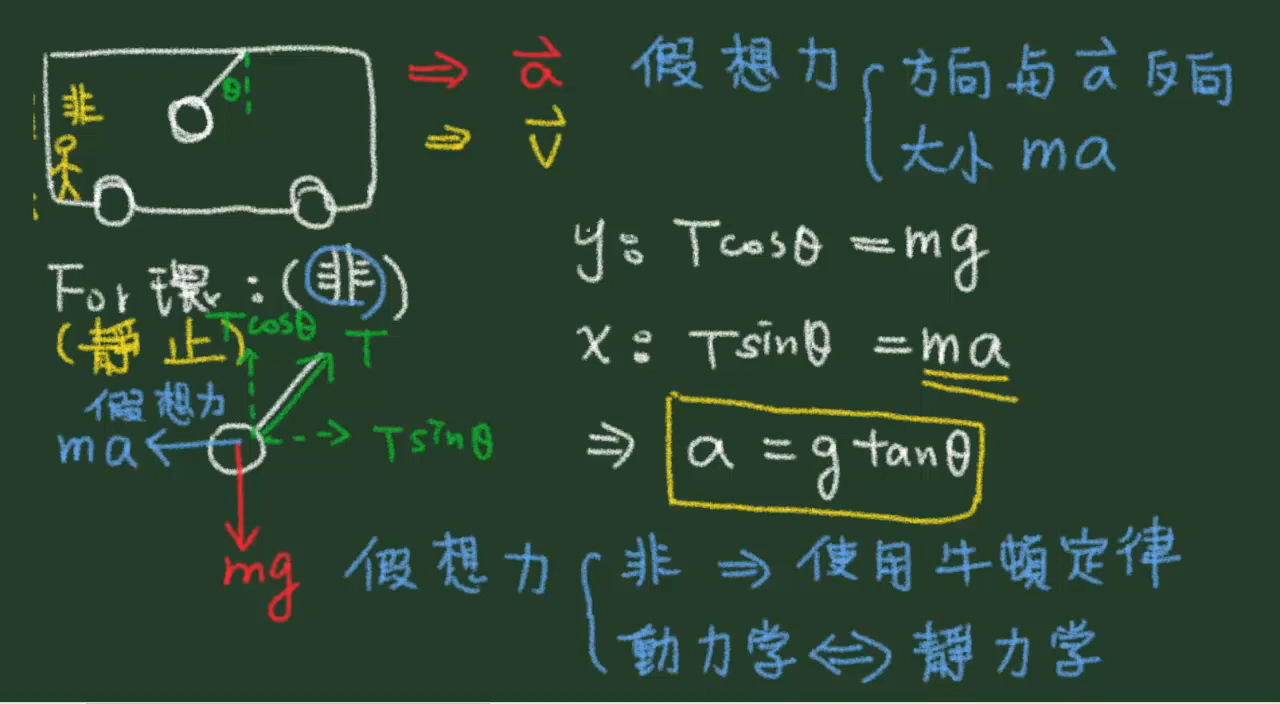 θ
非
⇒ a⃗
⇒ v⃗
假想力 { 方向与 a⃗ 反向
大小 ma
For 環:(非)
(靜止)
Tcosθ
T
假想力
ma
Tsinθ
mg
y: Tcosθ = mg
x: Tsinθ = ma
⇒ a = g tanθ
假想力 { 非 ⇒ 使用牛頓定律
動力学 ⇔ 靜力学